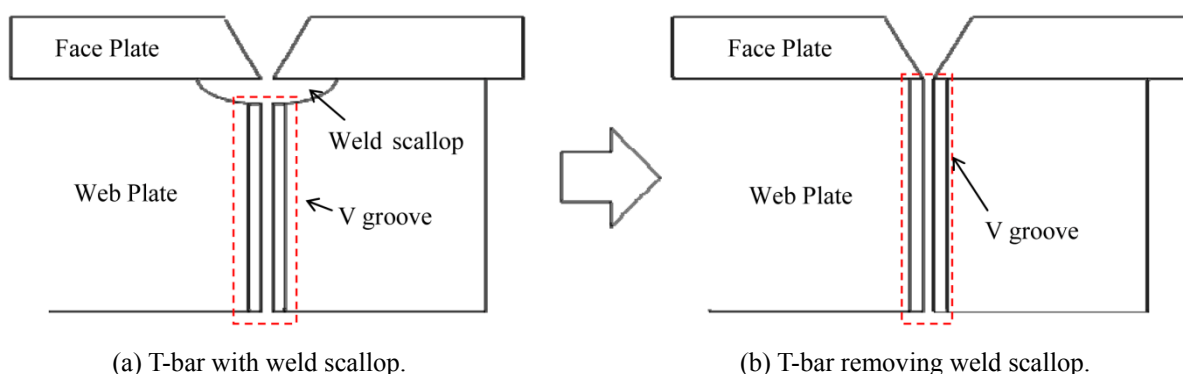 Face Plate
Weld scallop
Web Plate
V groove
(a) T-bar with weld scallop.
Face Plate
Web Plate
V groove
(b) T-bar removing weld scallop.